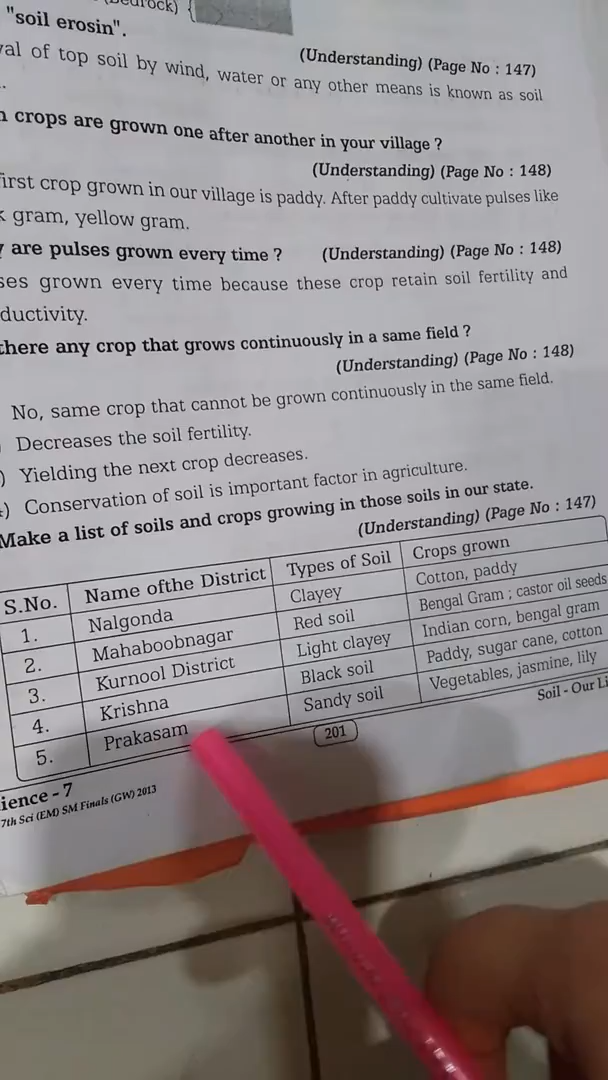 "soil erosin".
(Understanding) (Page No : 147)
of top soil by wind, water or any other means is known as soil
crops are grown one after another in your village ?
(Understanding) (Page No : 148)
crop grown in our village is paddy. After paddy cultivate pulses like
gram, yellow gram.
are pulses grown every time ? (Understanding) (Page No : 148)
grown every time because these crop retain soil fertility and
there any crop that grows continuously in a same field ?
(Understanding) (Page No : 148)
No, same crop that cannot be grown continuously in the same field.
Decreases the soil fertility.
) Yielding the next crop decreases.
) Conservation of soil is important factor in agriculture.
Make a list of soils and crops growing in those soils in our state.
(Understanding) (Page No : 147)
S.No. Name ofthe District Types of Soil Crops grown
1. Nalgonda Clayey Cotton, paddy
2. Mahaboobnagar Red soil Bengal Gram ; castor oil seeds
3. Kurnool District Light clayey Indian corn, bengal gram
4. Krishna Black soil Paddy, sugar cane, cotton
5. Prakasam Sandy soil Vegetables, jasmine, lily
201 Soil - Our
- 7
7th Sci (EM) SM Finals (GW) 2013